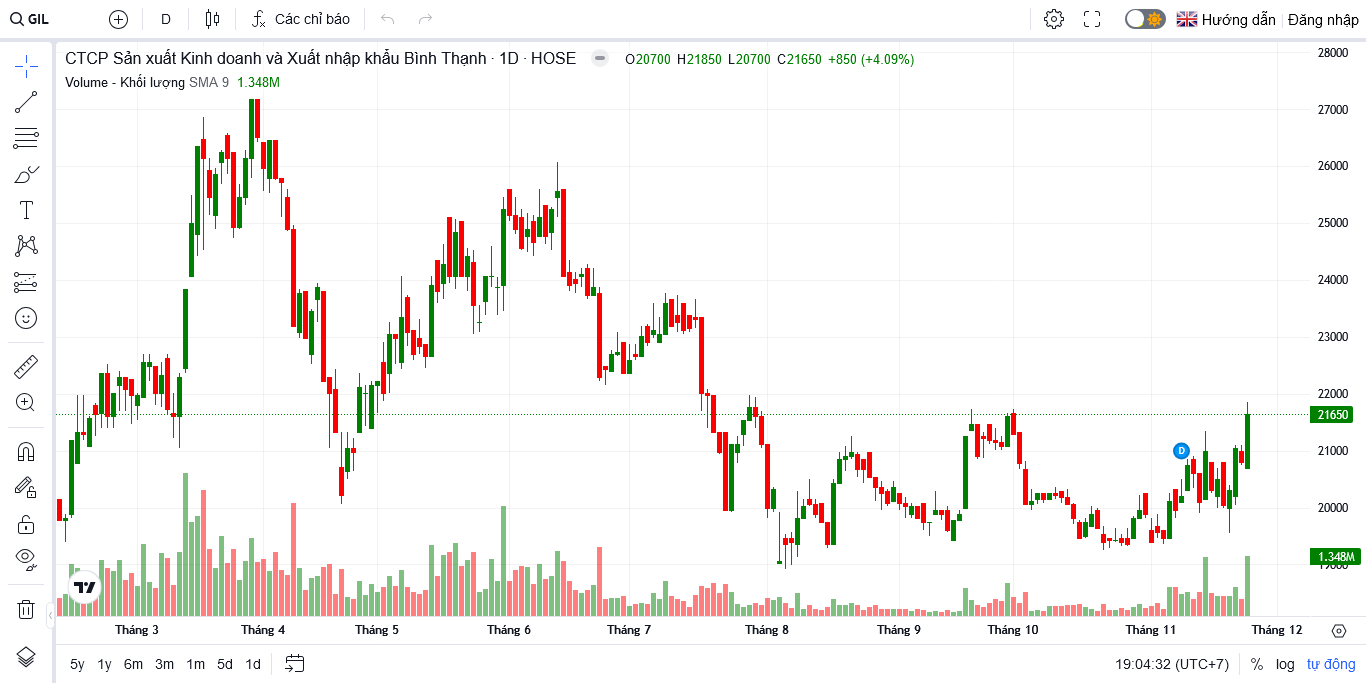 GIL D Các chỉ báo Hướng dẫn Đăng nhập
CTCP Sản xuất Kinh doanh và Xuất nhập khẩu Bình Thạnh · 1D · HOSE O20700 H21850 L20700 C21650 +850 (+4.09%)
Volume - Khối lượng SMA 9 1.348M
28000
27000
26000
25000
24000
23000
22000
21650
21000
20000
1.348M
19000
D
Tháng 3 Tháng 4 Tháng 5 Tháng 6 Tháng 7 Tháng 8 Tháng 9 Tháng 10 Tháng 11 Tháng 12
5y 1y 6m 3m 1m 5d 1d 19:04:32 (UTC+7) % log tự động